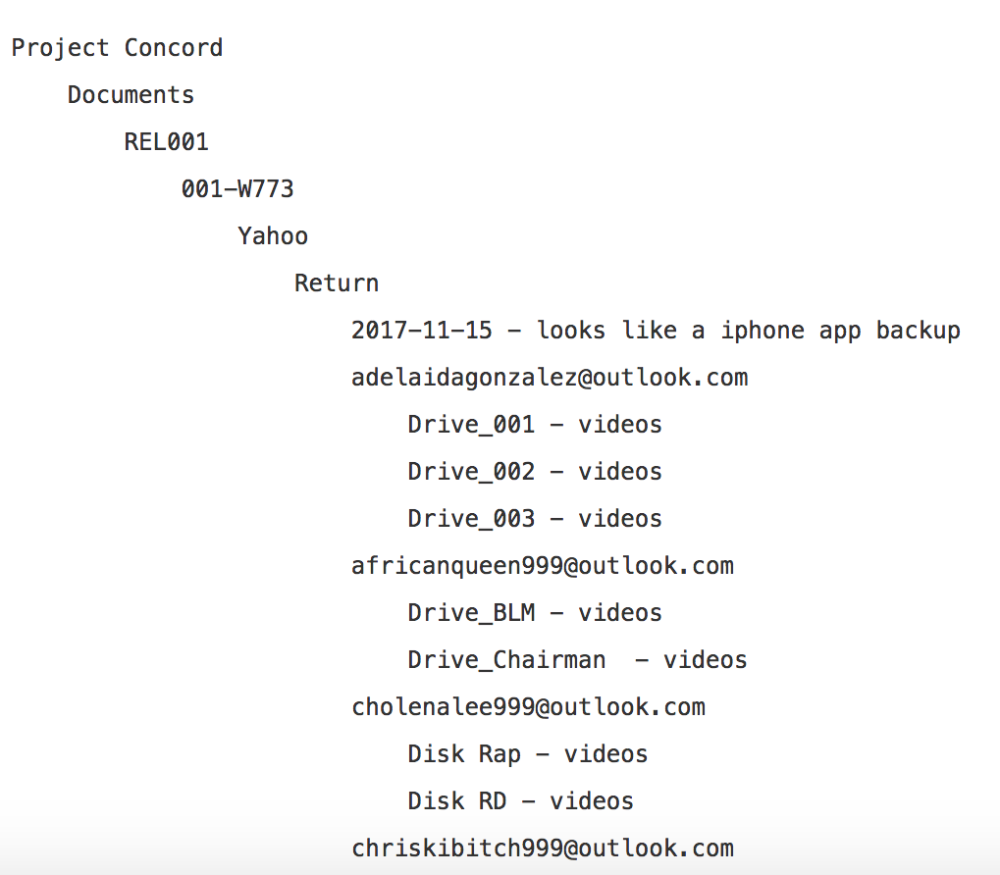 Project Concord
Documents
REL001
001-W773
Yahoo
Return
2017-11-15 - looks like a iphone app backup
adelaidagonzalez@outlook.com
Drive_001 - videos
Drive_002 - videos
Drive_003 - videos
africanqueen999@outlook.com
Drive_BLM - videos
Drive_Chairman  - videos
cholenalee999@outlook.com
Disk Rap - videos
Disk RD - videos
chriskibitch999@outlook.com